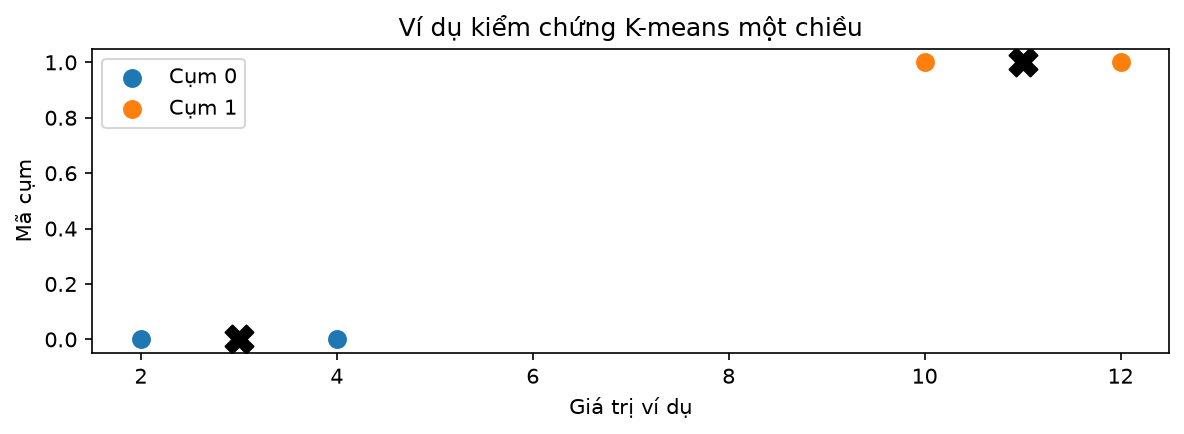 Ví dụ kiểm chứng K-means một chiều
Cụm 0
Cụm 1
Mã cụm
1.0
0.8
0.6
0.4
0.2
0.0
2 4 6 8 10 12
Giá trị ví dụ